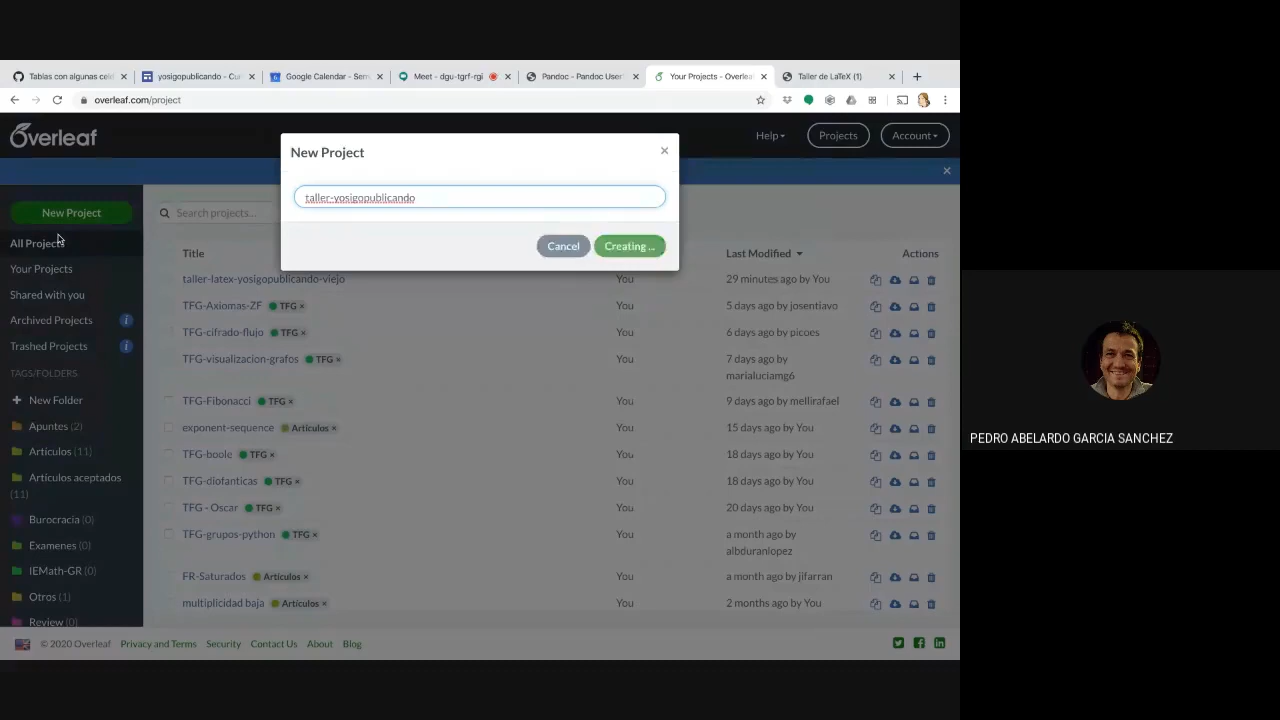 Tablas con algunas celd
yosigopublicando - Cur
Google Calendar - Sem
Meet - dgu-tgrf-rgi
Pandoc - Pandoc User'
Your Projects - Overlea
Taller de LaTeX (1)
overleaf.com/project
Overleaf
Help
Projects
Account
New Project
taller-yosigopublicando
Cancel
Creating ...
New Project
Search projects...
All Projects
Your Projects
Shared with you
Archived Projects
Trashed Projects
TAGS/FOLDERS
New Folder
Apuntes (2)
Artículos (11)
Artículos aceptados
(11)
Burocracia (0)
Examenes (0)
IEMath-GR (0)
Otros (1)
Review (0)
Title
Last Modified
Actions
taller-latex-yosigopublicando-viejo You 29 minutes ago by You
TFG-Axiomas-ZF TFG × You 5 days ago by josentiavo
TFG-cifrado-flujo TFG × You 6 days ago by picoes
TFG-visualizacion-grafos TFG × You 7 days ago by
marialuciamg6
TFG-Fibonacci TFG × You 9 days ago by mellirafael
exponent-sequence Artículos × You 15 days ago by You
TFG-boole TFG × You 18 days ago by You
TFG-diofanticas TFG × You 18 days ago by You
TFG - Oscar TFG × You 20 days ago by You
TFG-grupos-python TFG × You a month ago by
albduranlopez
FR-Saturados Artículos × You a month ago by jifarran
multiplicidad baja Artículos × You 2 months ago by You
© 2020 Overleaf Privacy and Terms Security Contact Us About Blog
PEDRO ABELARDO GARCIA SANCHEZ